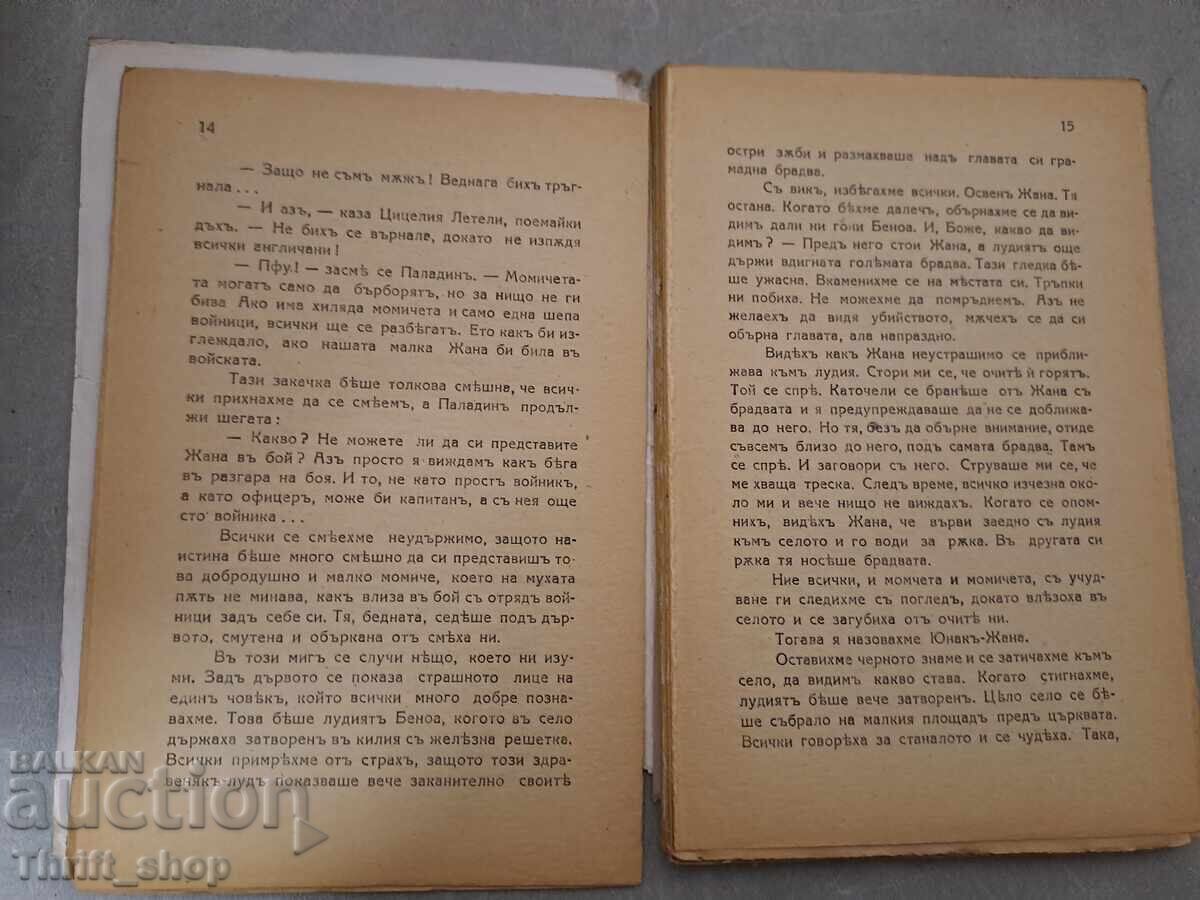 14
— Защо не съмъ мѫжъ! Веднага бихъ тръг-
нала . . .
— И азъ, — каза Цицелия Летели, поемайки
дъхъ. — Не бихъ се върнала, докато не изпѫдя
всички англичани!
— Пфу! — засмѣ се Паладинъ. — Момичета-
та могатъ само да бърборятъ, но за нищо не ги
бива Ако има хиляда момичета и само една шепа
войници, всички ще се разбѣгатъ. Ето какъ би из-
глеждало, ако нашата малка Жана би била въ
войската.
Тази закачка бѣше толкова смѣшна, че всич-
ки прихнахме да се смѣемъ, а Паладинъ продъл-
жи шегата:
— Какво? Не можете ли да си представите
Жана въ бой? Азъ просто я виждамъ какъ бѣга
въ разгара на боя. И то, не като простъ войникъ,
а като офицеръ, може би капитанъ, а съ нея още
сто войника . . .
Всички се смѣехме неудържимо, защото на-
истина бѣше много смѣшно да си представишъ то-
ва добродушно и малко момиче, което на мухата
пѫть не минава, какъ влиза въ бой съ отрядъ вой-
ници задъ себе си. Тя, бедната, седѣше подъ дър-
вото, смутена и объркана отъ смѣха ни.
Въ този мигъ се случи нѣщо, което ни изу-
ми. Задъ дървото се показа страшното лице на
единъ човѣкъ, който всички много добре позна-
вахме. Това бѣше лудиятъ Беноа, когото въ село
държаха затворенъ въ килия съ желѣзна решетка.
Всички примрѣхме отъ страхъ, защото този здра-
венякъ-лудъ показваше вече заканително своитѣ
15
остри зѫби и размахваше надъ главата си гра-
мадна брадва.
Съ викъ, избѣгахме всички. Освенъ Жана. Тя
остана. Когато бѣхме далечъ, обърнахме се да ви-
димъ дали ни гони Беноа. И, Боже, какво да ви-
димъ? — Предъ него стои Жана, а лудиятъ още
държи вдигната голѣмата брадва. Тази гледка бѣ-
ше ужасна. Вкаменихме се на мѣстата си. Тръпки
ни побиха. Не можехме да помръднемъ. Азъ не
желаехъ да видя убийството, мѫчехъ се да си
обърна главата, ала напраздно.
Видѣхъ какъ Жана неустрашимо се прибли-
жава къмъ лудия. Стори ми се, че очитѣ ѝ горятъ.
Той се спрѣ. Каточели се бранѣше отъ Жана съ
брадвата и я предупреждаваше да не се доближа-
ва до него. Но тя, безъ да обърне внимание, отиде
съвсемъ близо до него, подъ самата брадва. Тамъ
се спрѣ. И заговори съ него. Струваше ми се, че
ме хваща треска. Следъ време, всичко изчезна око-
ло ми и вече нищо не виждахъ. Когато се опом-
нихъ, видѣхъ Жана, че върви заедно съ лудия
къмъ селото и го води за рѫка. Въ другата си
рѫка тя носѣше брадвата.
Ние всички, и момчета и момичета, съ учуд-
ване ги следихме съ погледъ, докато влѣзоха въ
селото и се загубиха отъ очитѣ ни.
Тогава я назовахме Юнакъ-Жана.
Оставихме черното знаме и се затичахме къмъ
село, да видимъ какво става. Когато стигнахме,
лудиятъ бѣше вече затворенъ. Цѣло село се бѣ-
ше събрало на малкия площадъ предъ църквата.
Всички говорѣха за станалото и се чудѣха. Така,
BALKAN
auction
Thrift_shop